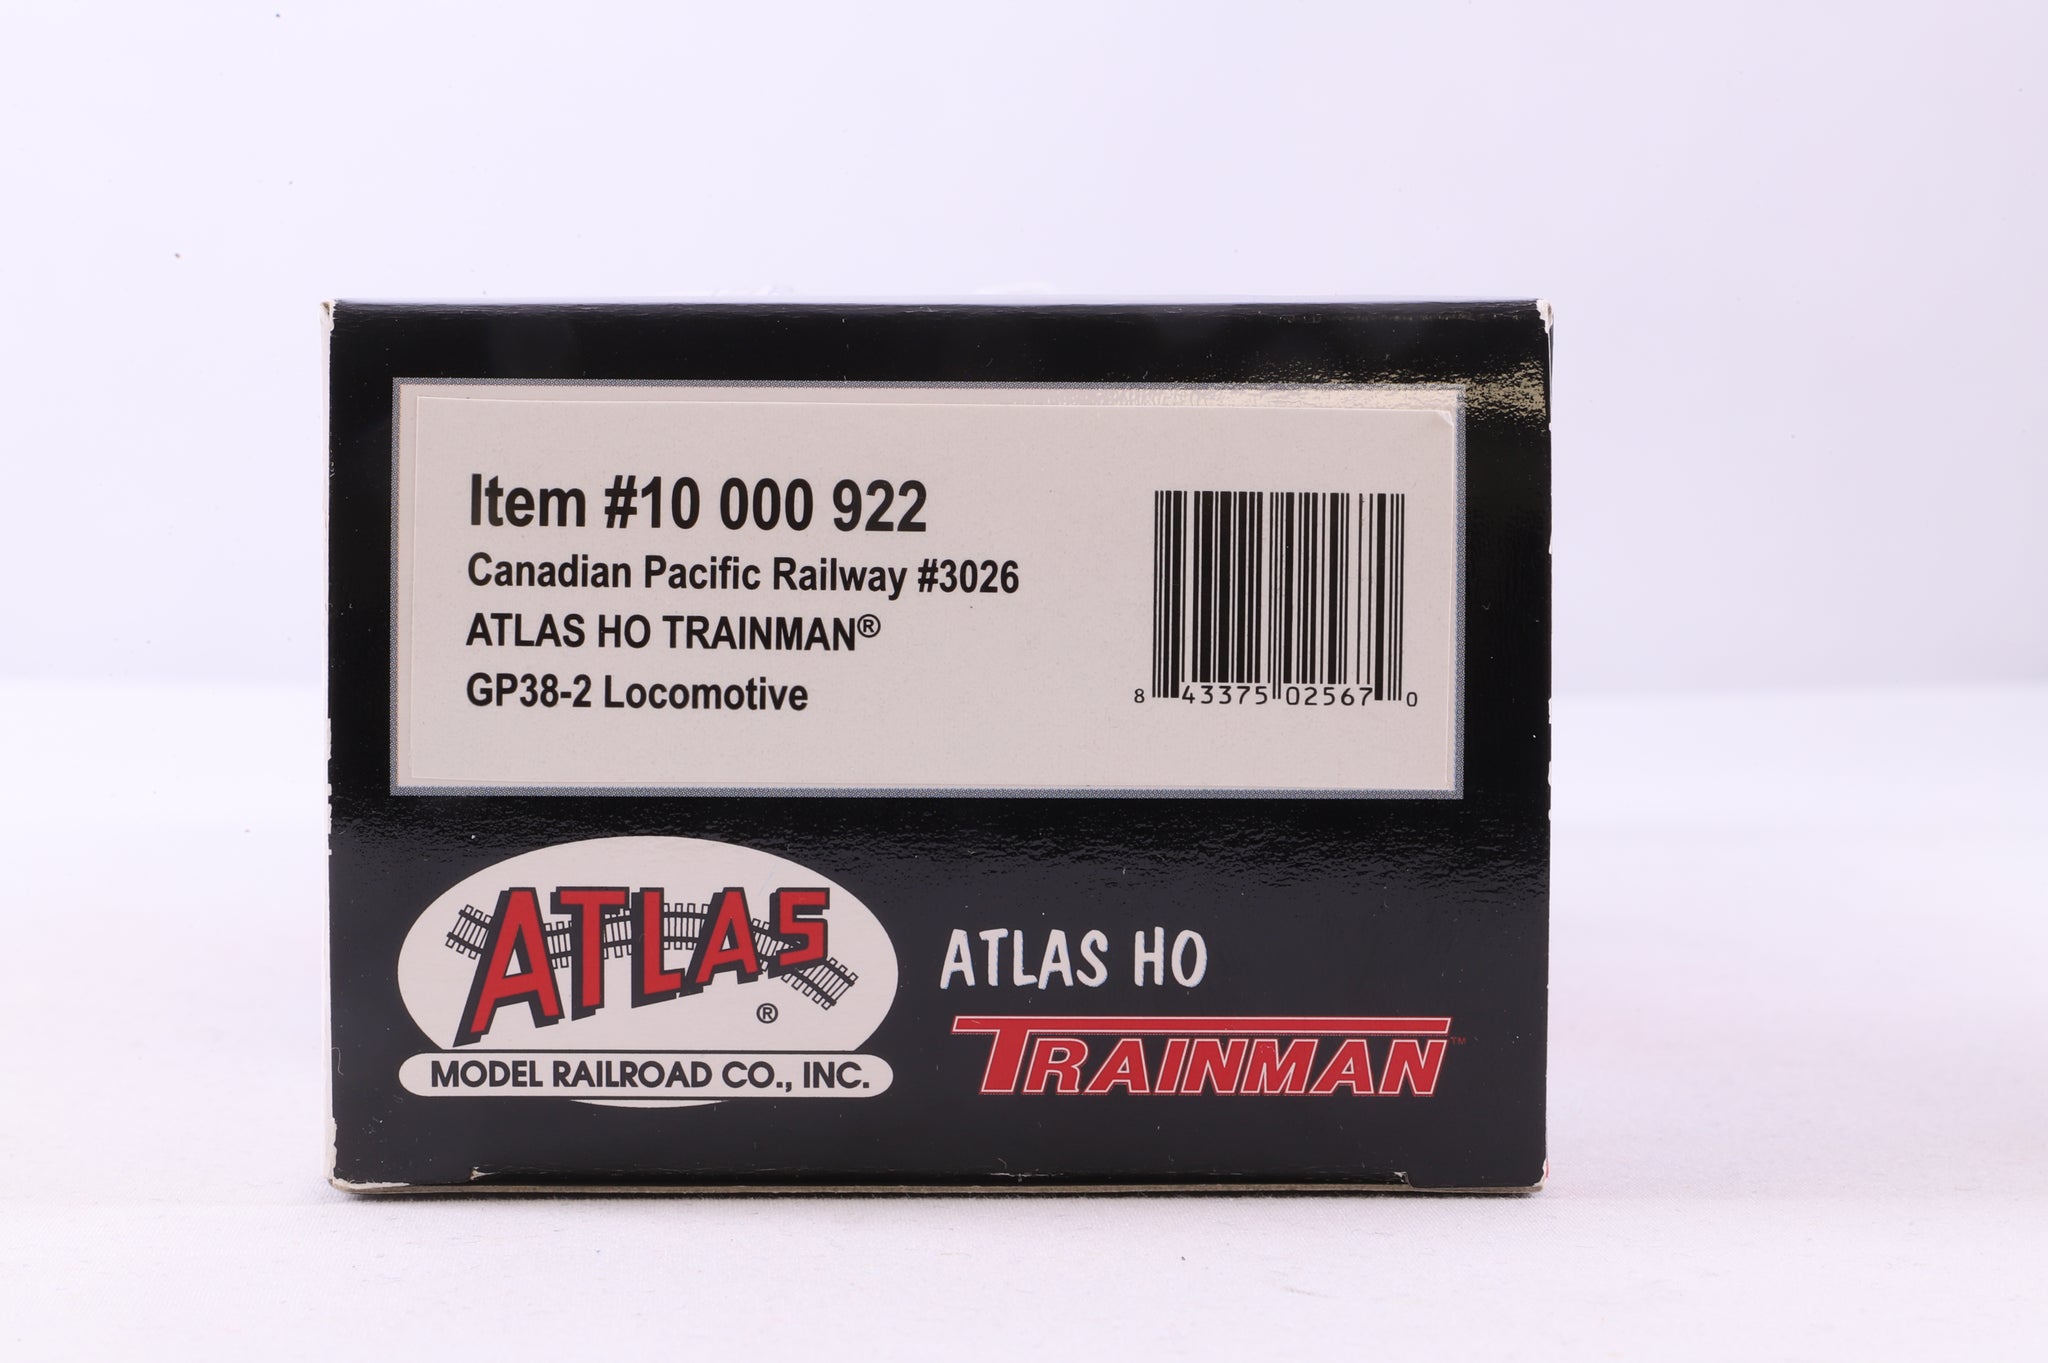 Item #10 000 922
Canadian Pacific Railway #3026
ATLAS HO TRAINMAN®
GP38-2 Locomotive
8 43375 02567 0
ATLAS
®
MODEL RAILROAD CO., INC.
ATLAS HO
TRAINMAN™